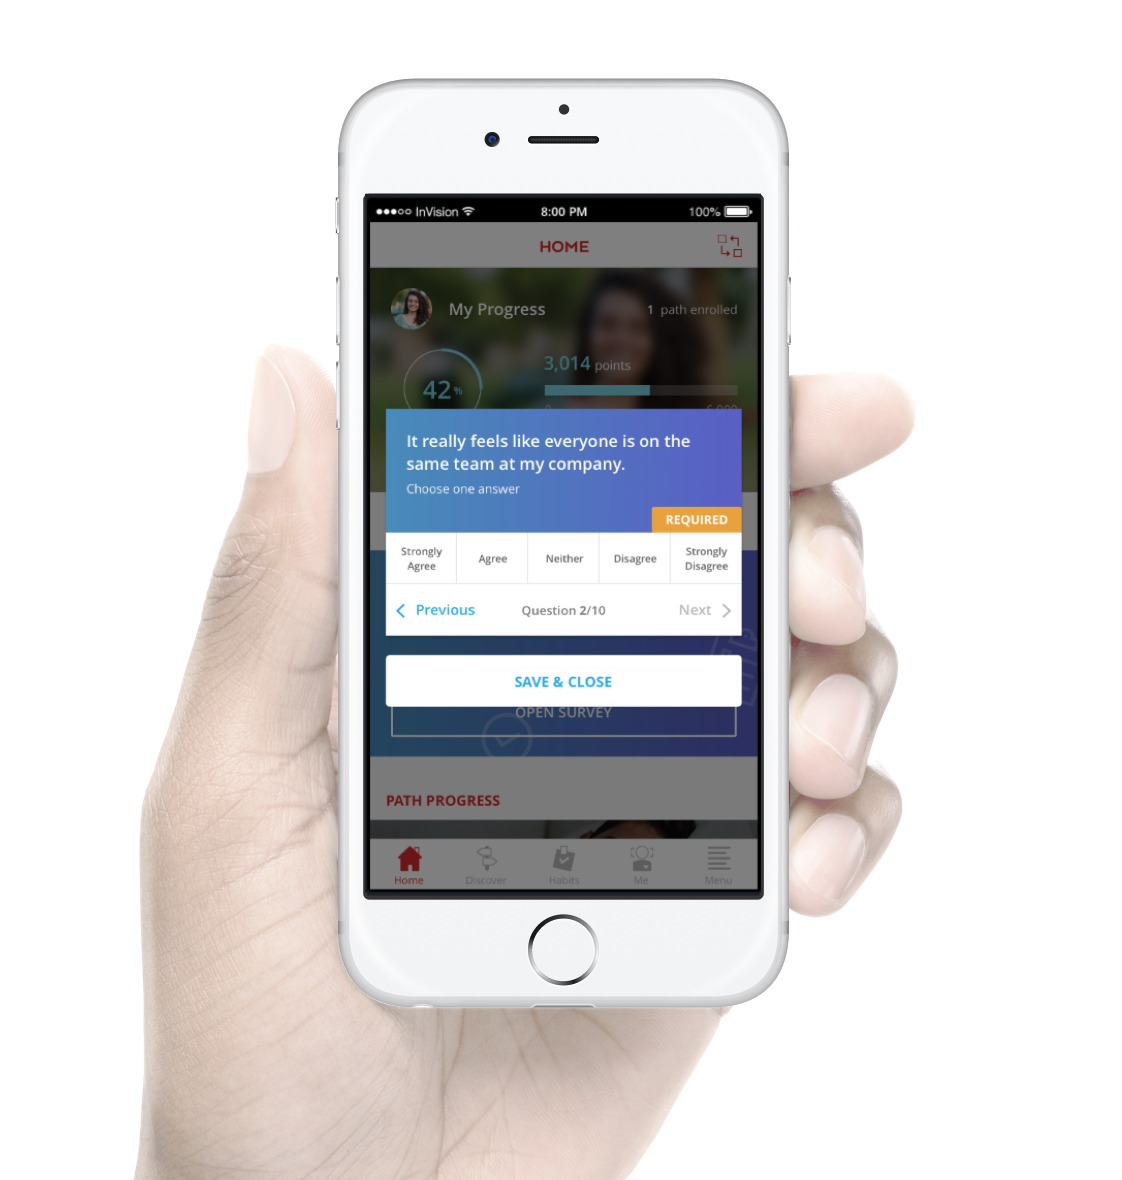 InVision
8:00 PM
100%
HOME
My Progress
1 path enrolled
42%
3,014 points
It really feels like everyone is on the
same team at my company.
Choose one answer
REQUIRED
Strongly
Agree
Agree
Neither
Disagree
Strongly
Disagree
Previous
Question 2/10
Next
SAVE & CLOSE
OPEN SURVEY
PATH PROGRESS
Home
Discover
Habits
Me
Menu